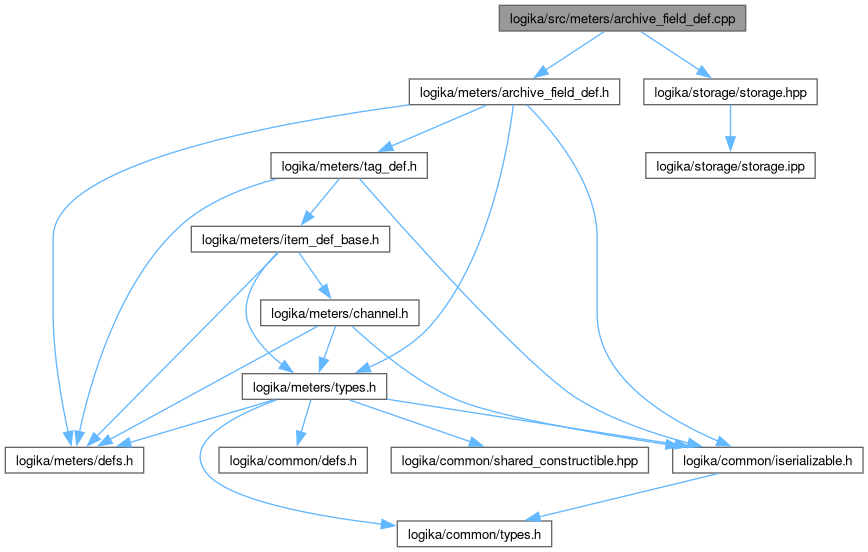 logika/src/meters/archive_field_def.cpp
logika/meters/archive_field_def.h
logika/storage/storage.hpp
logika/meters/tag_def.h
logika/storage/storage.ipp
logika/meters/item_def_base.h
logika/meters/channel.h
logika/meters/types.h
logika/meters/defs.h
logika/common/defs.h
logika/common/shared_constructible.hpp
logika/common/iserializable.h
logika/common/types.h